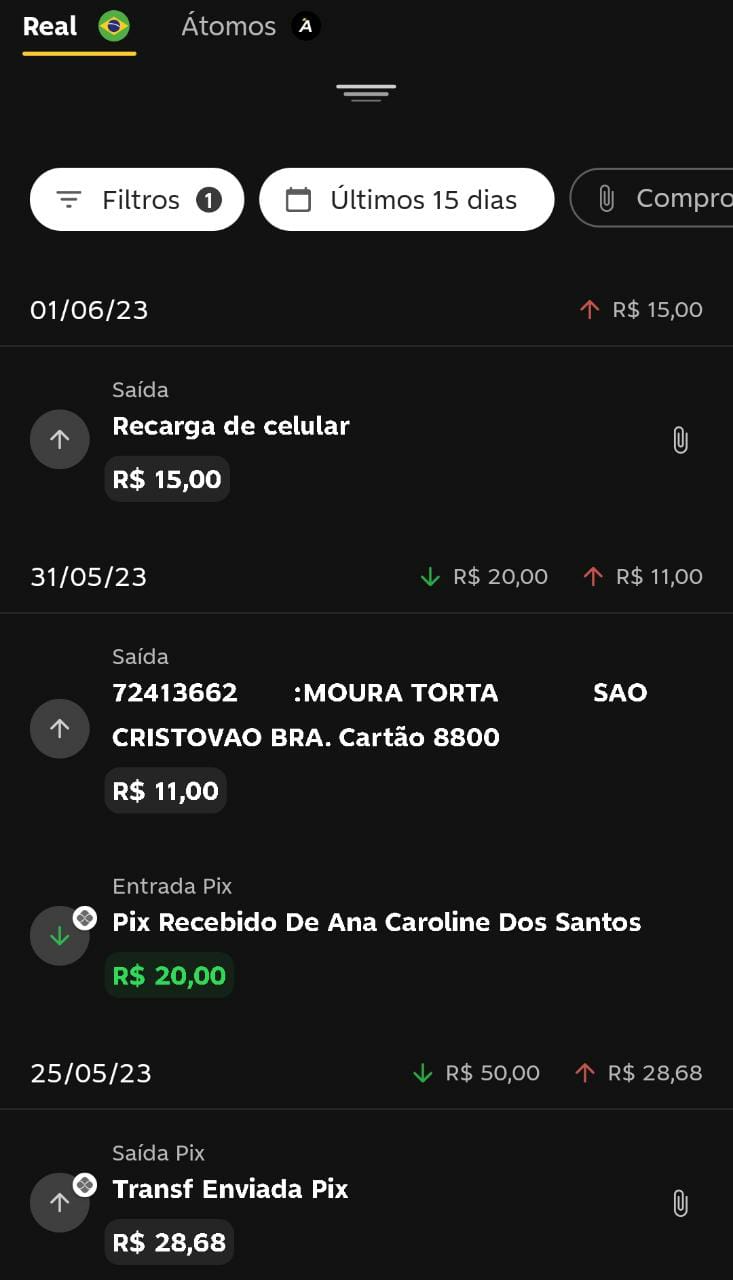 Real Átomos Á
Filtros 1 Últimos 15 dias Compro
01/06/23 R$ 15,00
Saída
Recarga de celular
R$ 15,00
31/05/23 R$ 20,00 R$ 11,00
Saída
72413662 :MOURA TORTA SAO
CRISTOVAO BRA. Cartão 8800
R$ 11,00
Entrada Pix
Pix Recebido De Ana Caroline Dos Santos
R$ 20,00
25/05/23 R$ 50,00 R$ 28,68
Saída Pix
Transf Enviada Pix
R$ 28,68